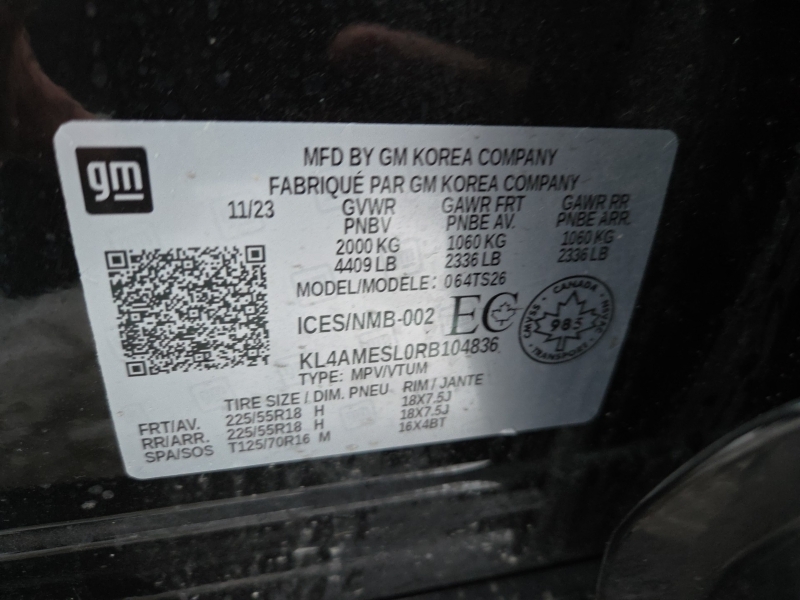 gm
MFD BY GM KOREA COMPANY
FABRIQUÉ PAR GM KOREA COMPANY
11/23 GVWR GAWR FRT GAWR RR
PNBV PNBE AV. PNBE ARR.
2000 KG 1060 KG 1060 KG
4409 LB 2336 LB 2336 LB
MODEL/MODÈLE: 064TS26
ICES/NMB-002 EC
CANADA
CMVSS 985 NSVAC
TRANSPORT
KL4AMESL0RB104836
TYPE: MPV/VTUM
TIRE SIZE / DIM. PNEU RIM / JANTE
FRT/AV. 225/55R18 H 18X7.5J
RR/ARR. 225/55R18 H 18X7.5J
SPA/SOS T125/70R16 M 16X4BT